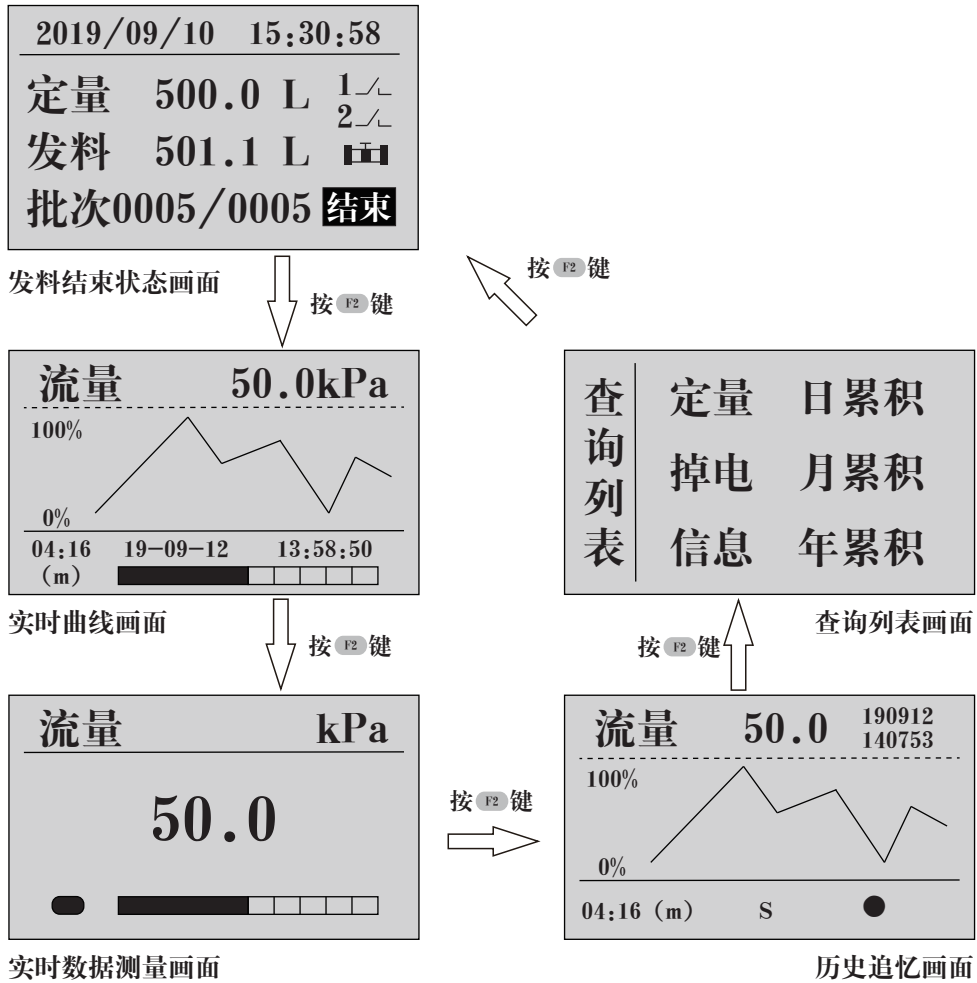 2019/09/10 15:30:58
定量 500.0 L 1
2
发料 501.1 L
批次0005/0005 结束
发料结束状态画面
按 F2 键
按 F2 键
流量 50.0kPa
100%
0%
04:16 19-09-12 13:58:50
(m)
实时曲线画面
按 F2 键
查询列表
定量 日累积
掉电 月累积
信息 年累积
查询列表画面
按 F2 键
流量 kPa
50.0
实时数据测量画面
按 F2 键
流量 50.0 190912
140753
100%
0%
04:16 (m) S
历史追忆画面